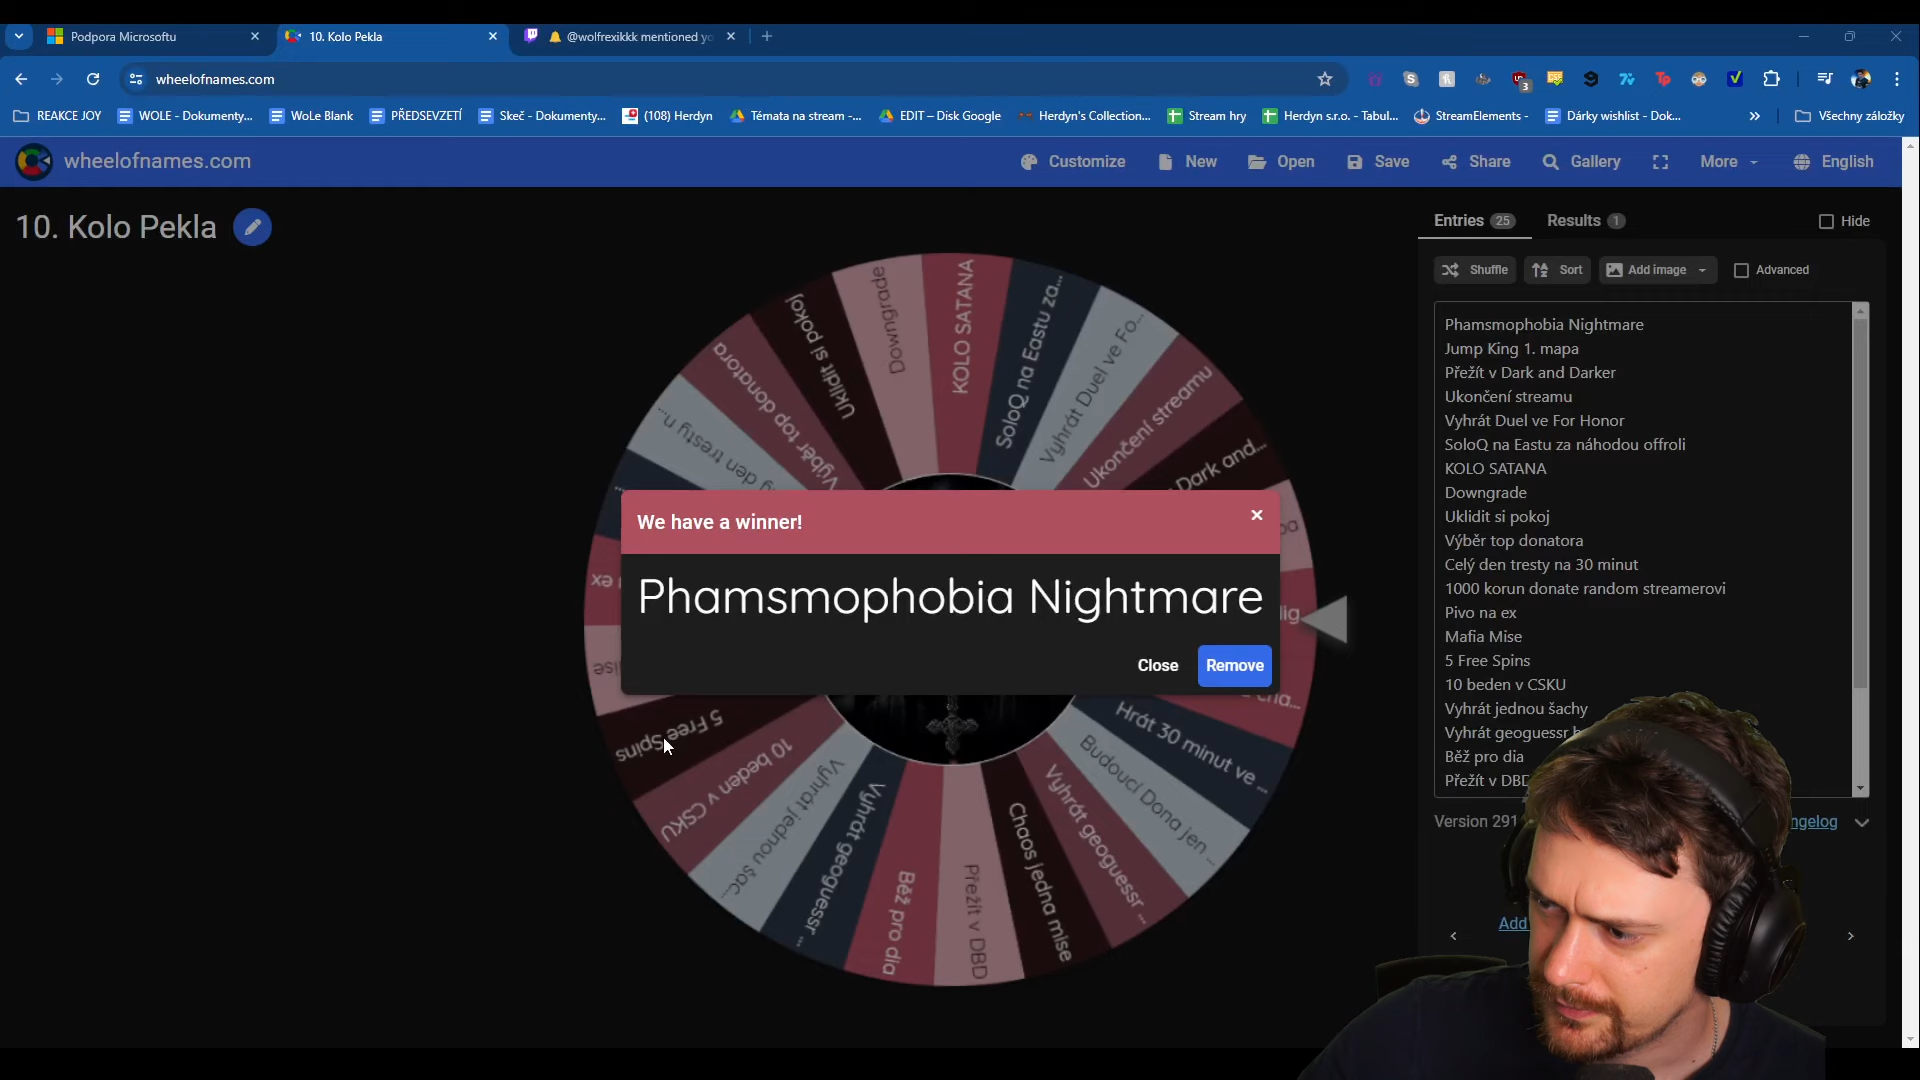 Podpora Microsoftu
10. Kolo Pekla
@wolfrexikkk mentioned yo
wheelofnames.com
REAKCE JOY
WOLE - Dokumenty...
WoLe Blank
PŘEDSEVZETÍ
Skeč - Dokumenty...
(108) Herdyn
Témata na stream -...
EDIT – Disk Google
Herdyn's Collection...
Stream hry
Herdyn s.r.o. - Tabul...
StreamElements -
Dárky wishlist - Dok...
»
Všechny záložky
wheelofnames.com
Customize
New
Open
Save
Share
Gallery
More
English
10. Kolo Pekla
Entries 25
Results 1
Hide
Shuffle
Sort
Add image
Advanced
Phamsmophobia Nightmare
Jump King 1. mapa
Přežít v Dark and Darker
Ukončení streamu
Vyhrát Duel ve For Honor
SoloQ na Eastu za náhodou offroli
KOLO SATANA
Downgrade
Uklidit si pokoj
Výběr top donatora
Celý den tresty na 30 minut
1000 korun donate random streamerovi
Pivo na ex
Mafia Mise
5 Free Spins
10 beden v CSKU
Vyhrát jednou šachy
Vyhrát geoguessr
Běž pro dia
Přežít v DBD
Version 291
ngelog
Add
We have a winner!
Phamsmophobia Nightmare
Close
Remove
Downgrade
KOLO SATANA
SoloQ na Eastu za...
Vyhrát Duel ve Fo...
Ukončení streamu
Dark and...
Hrát 30 minut ve ...
Budoucí Dona jen ...
Vyhrát geoguessr ...
Chaos jedna mise
Přežít v DBD
Běž pro dia
Vyhrát geoguessr ...
Vyhrát jednou šac...
10 beden v CSKU
5 Free Spins
ise
ex
den tresty n...
Výběr top donatora
Uklidit si pokoj